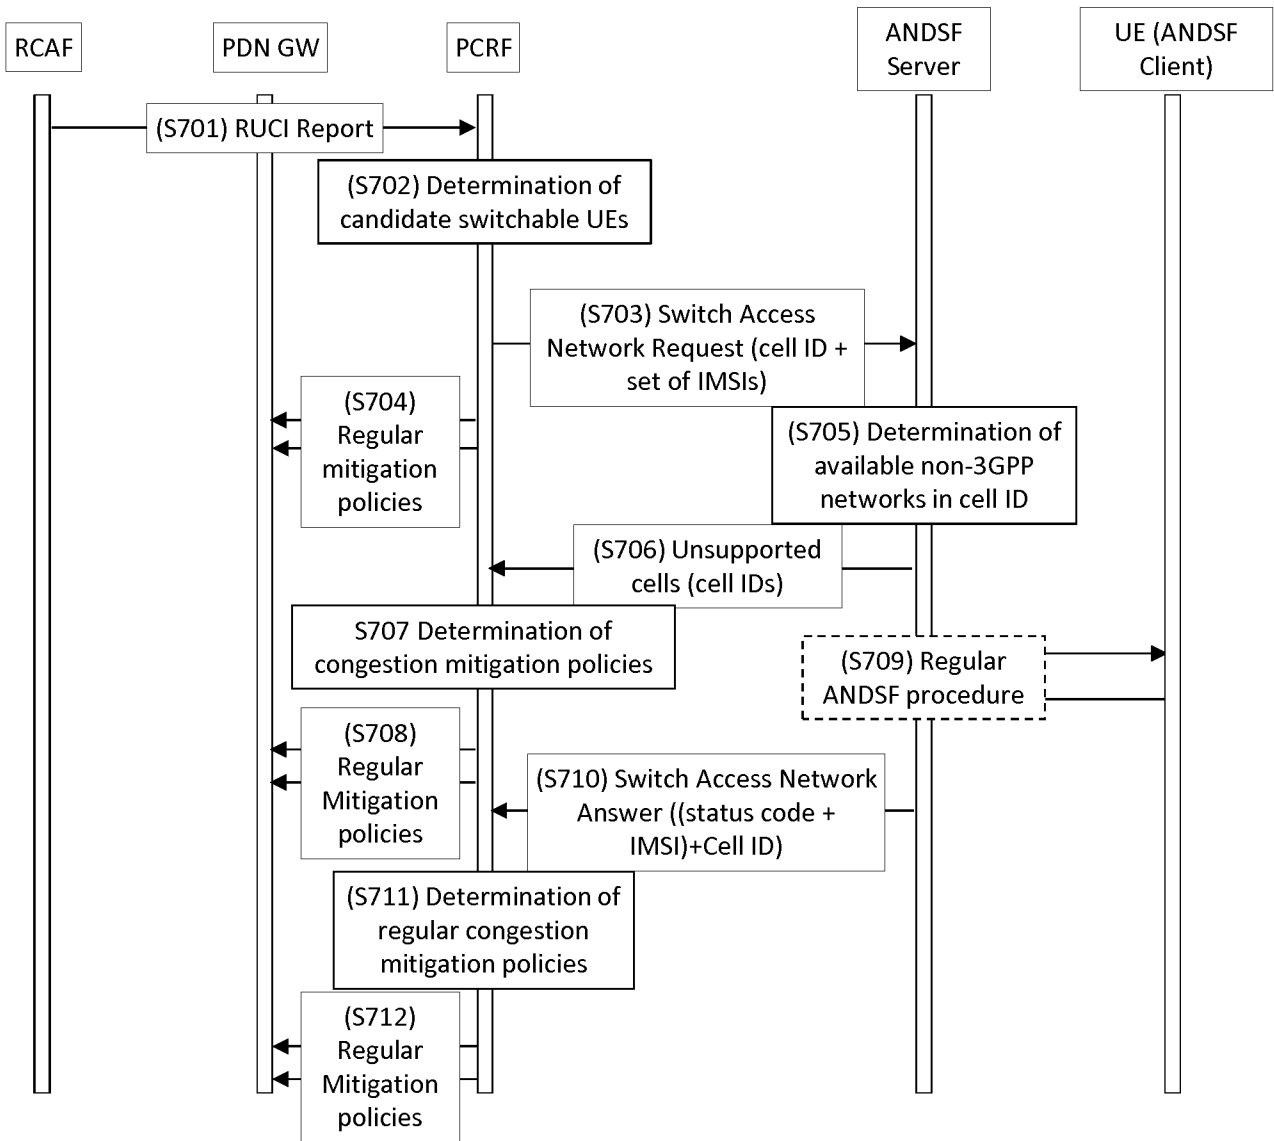 RCAF
PDN GW
PCRF
ANDSF
Server
UE (ANDSF
Client)
(S701) RUCI Report
(S702) Determination of
candidate switchable UEs
(S703) Switch Access
Network Request (cell ID +
set of IMSIs)
(S704)
Regular
mitigation
policies
(S705) Determination of
available non-3GPP
networks in cell ID
(S706) Unsupported
cells (cell IDs)
S707 Determination of
congestion mitigation policies
(S709) Regular
ANDSF procedure
(S708)
Regular
Mitigation
policies
(S710) Switch Access Network
Answer ((status code +
IMSI)+Cell ID)
(S711) Determination of
regular congestion
mitigation policies
(S712)
Regular
Mitigation
policies